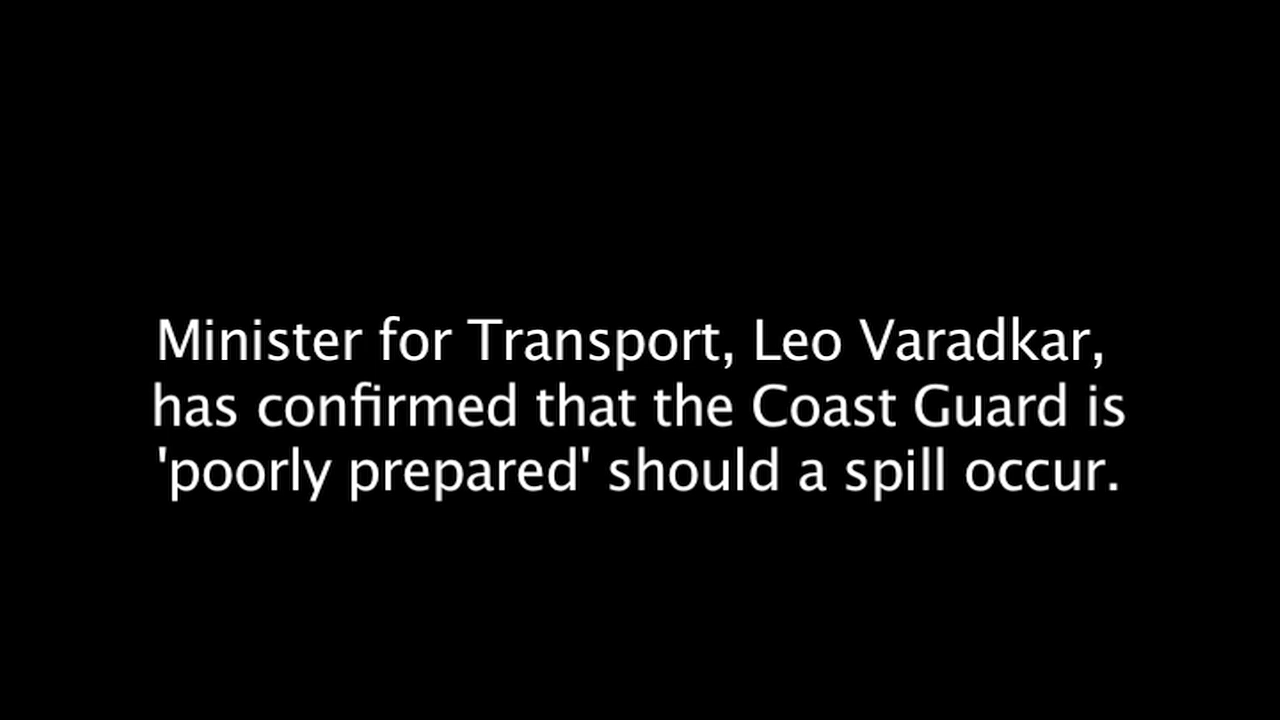 Minister for Transport, Leo Varadkar,
has confirmed that the Coast Guard is
'poorly prepared' should a spill occur.